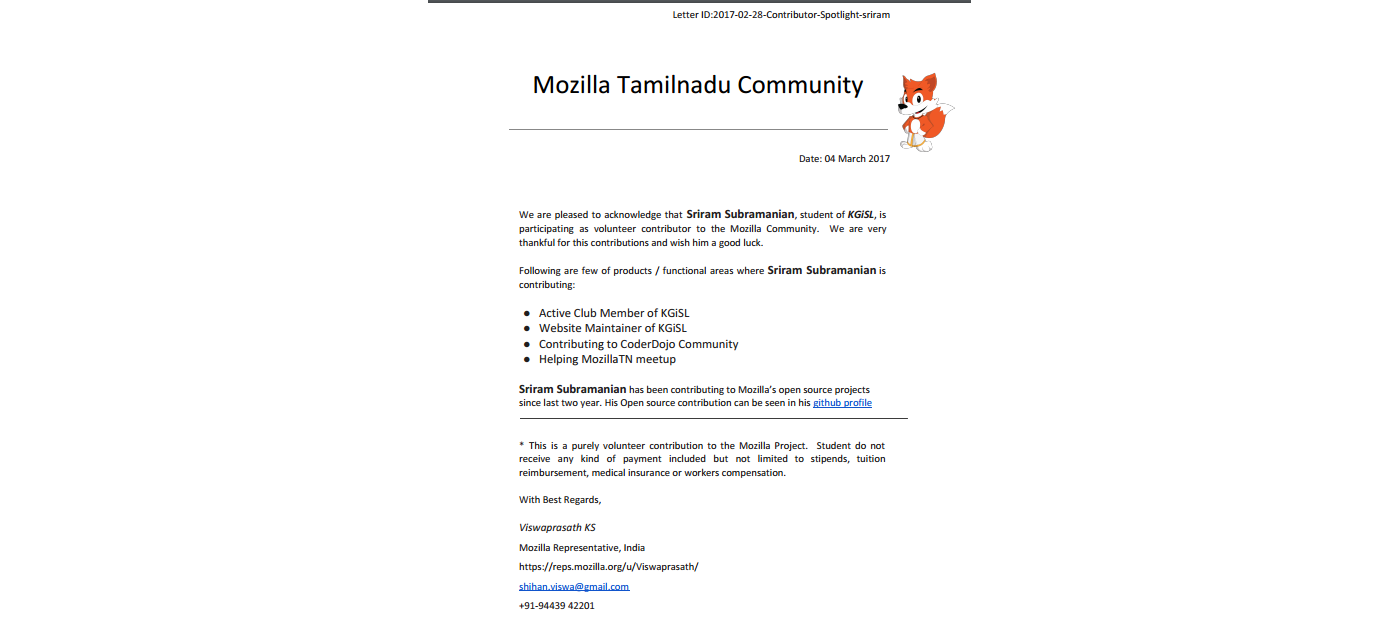 Letter ID:2017-02-28-Contributor-Spotlight-sriram
Mozilla Tamilnadu Community
Date: 04 March 2017
We are pleased to acknowledge that Sriram Subramanian, student of KGiSL, is
participating as volunteer contributor to the Mozilla Community. We are very
thankful for this contributions and wish him a good luck.
Following are few of products / functional areas where Sriram Subramanian is
contributing:
● Active Club Member of KGiSL
● Website Maintainer of KGiSL
● Contributing to CoderDojo Community
● Helping MozillaTN meetup
Sriram Subramanian has been contributing to Mozilla's open source projects
since last two year. His Open source contribution can be seen in his github profile
* This is a purely volunteer contribution to the Mozilla Project. Student do not
receive any kind of payment included but not limited to stipends, tuition
reimbursement, medical insurance or workers compensation.
With Best Regards,
Viswaprasath KS
Mozilla Representative, India
https://reps.mozilla.org/u/Viswaprasath/
shihan.viswa@gmail.com
+91-94439 42201